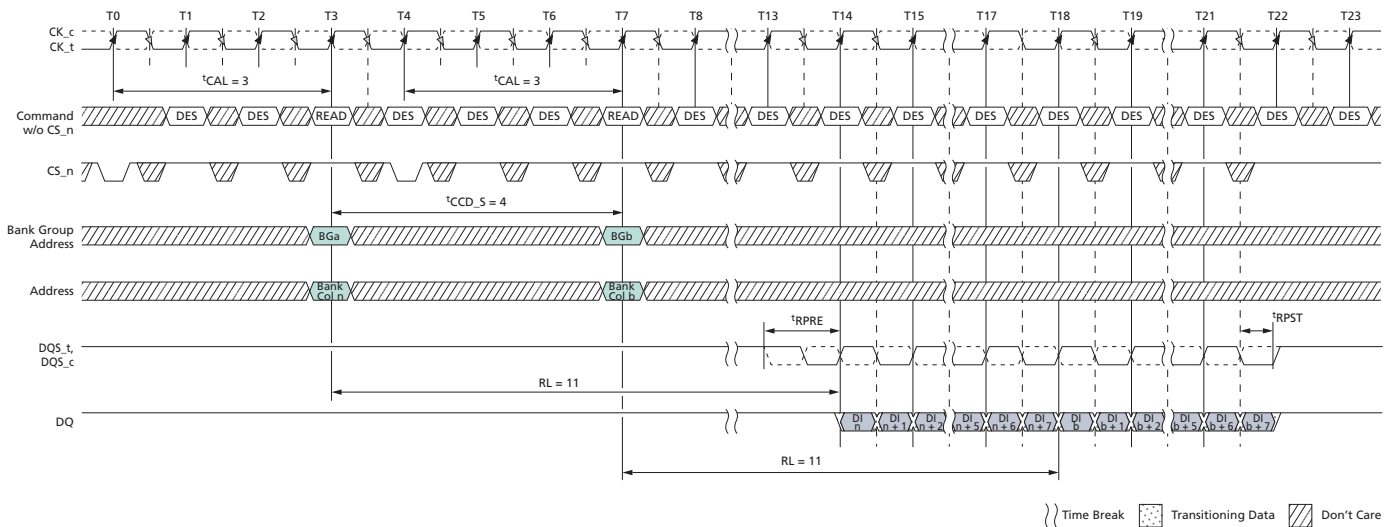 T0 T1 T2 T3 T4 T5 T6 T7 T8 T13 T14 T15 T17 T18 T19 T21 T22 T23
CK_c
CK_t
tCAL = 3 tCAL = 3
Command
w/o CS_n
DES DES READ DES DES DES READ DES DES DES DES DES DES DES DES DES DES
CS_n
tCCD_S = 4
Bank Group
Address
BGa BGb
Address
Bank
Col n
Bank
Col b
tRPRE tRPST
DQS_t,
DQS_c
RL = 11
DQ
DI
n
DI
n + 1
DI
n + 2
DI
n + 5
DI
n + 6
DI
n + 7
DI
b
DI
b + 1
DI
b + 2
DI
b + 5
DI
b + 6
DI
b + 7
RL = 11
Time Break Transitioning Data Don't Care